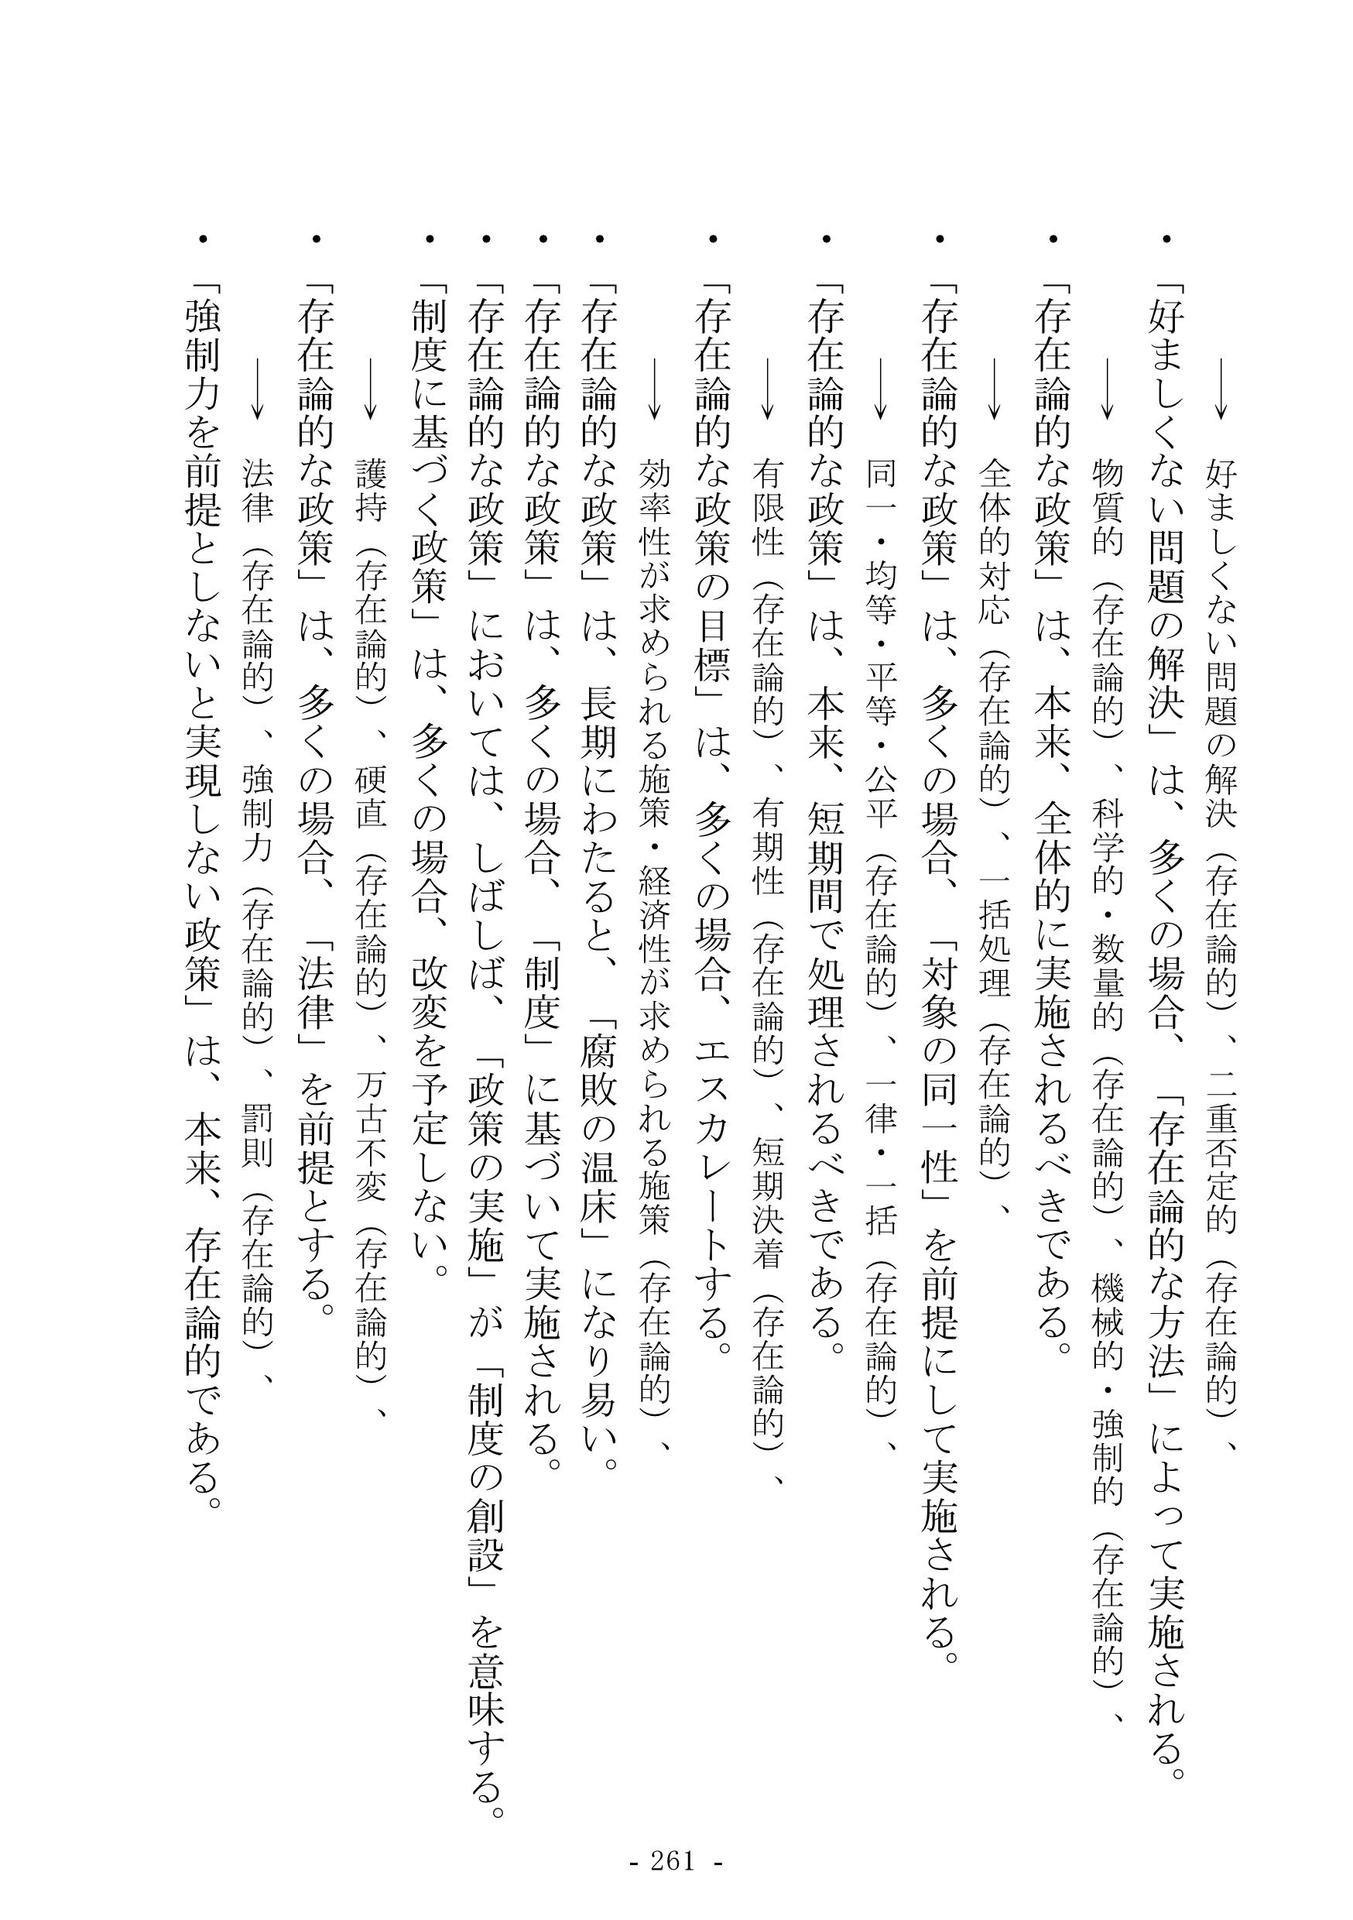 →　好ましくない問題の解決（存在論的）、二重否定的（存在論的）、
・「好ましくない問題の解決」は、多くの場合、「存在論的な方法」によって実施される。
→　物質的（存在論的）、科学的・数量的（存在論的）、機械的・強制的（存在論的）、
・「存在論的な政策」は、本来、全体的に実施されるべきである。
→　全体的対応（存在論的）、一括処理（存在論的）、
・「存在論的な政策」は、多くの場合、「対象の同一性」を前提にして実施される。
→　同一・均等・平等・公平（存在論的）、一律・一括（存在論的）、
・「存在論的な政策」は、本来、短期間で処理されるべきである。
→　有限性（存在論的）、有期性（存在論的）、短期決着（存在論的）、
・「存在論的な政策の目標」は、多くの場合、エスカレートする。
→　効率性が求められる施策・経済性が求められる施策（存在論的）、
・「存在論的な政策」は、長期にわたると、「腐敗の温床」になり易い。
・「存在論的な政策」は、多くの場合、「制度」に基づいて実施される。
・「存在論的な政策」においては、しばしば、「政策の実施」が「制度の創設」を意味する。
・「制度に基づく政策」は、多くの場合、改変を予定しない。
→　護持（存在論的）、硬直（存在論的）、万古不変（存在論的）、
・「存在論的な政策」は、多くの場合、「法律」を前提とする。
→　法律（存在論的）、強制力（存在論的）、罰則（存在論的）、
・「強制力を前提としないと実現しない政策」は、本来、存在論的である。
- 261 -